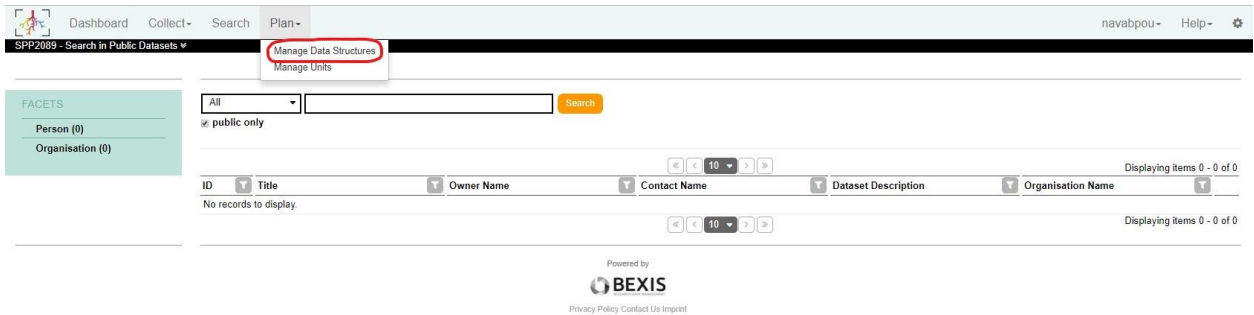 Dashboard Collect Search Plan navabpou Help
SPP2089 - Search in Public Datasets
Manage Data Structures
Manage Units
FACETS
Person (0)
Organisation (0)
All Search
public only
10
Displaying items 0 - 0 of 0
ID Title Owner Name Contact Name Dataset Description Organisation Name
No records to display.
10
Displaying items 0 - 0 of 0
Powered by
BEXIS
Privacy Policy Contact Us Imprint